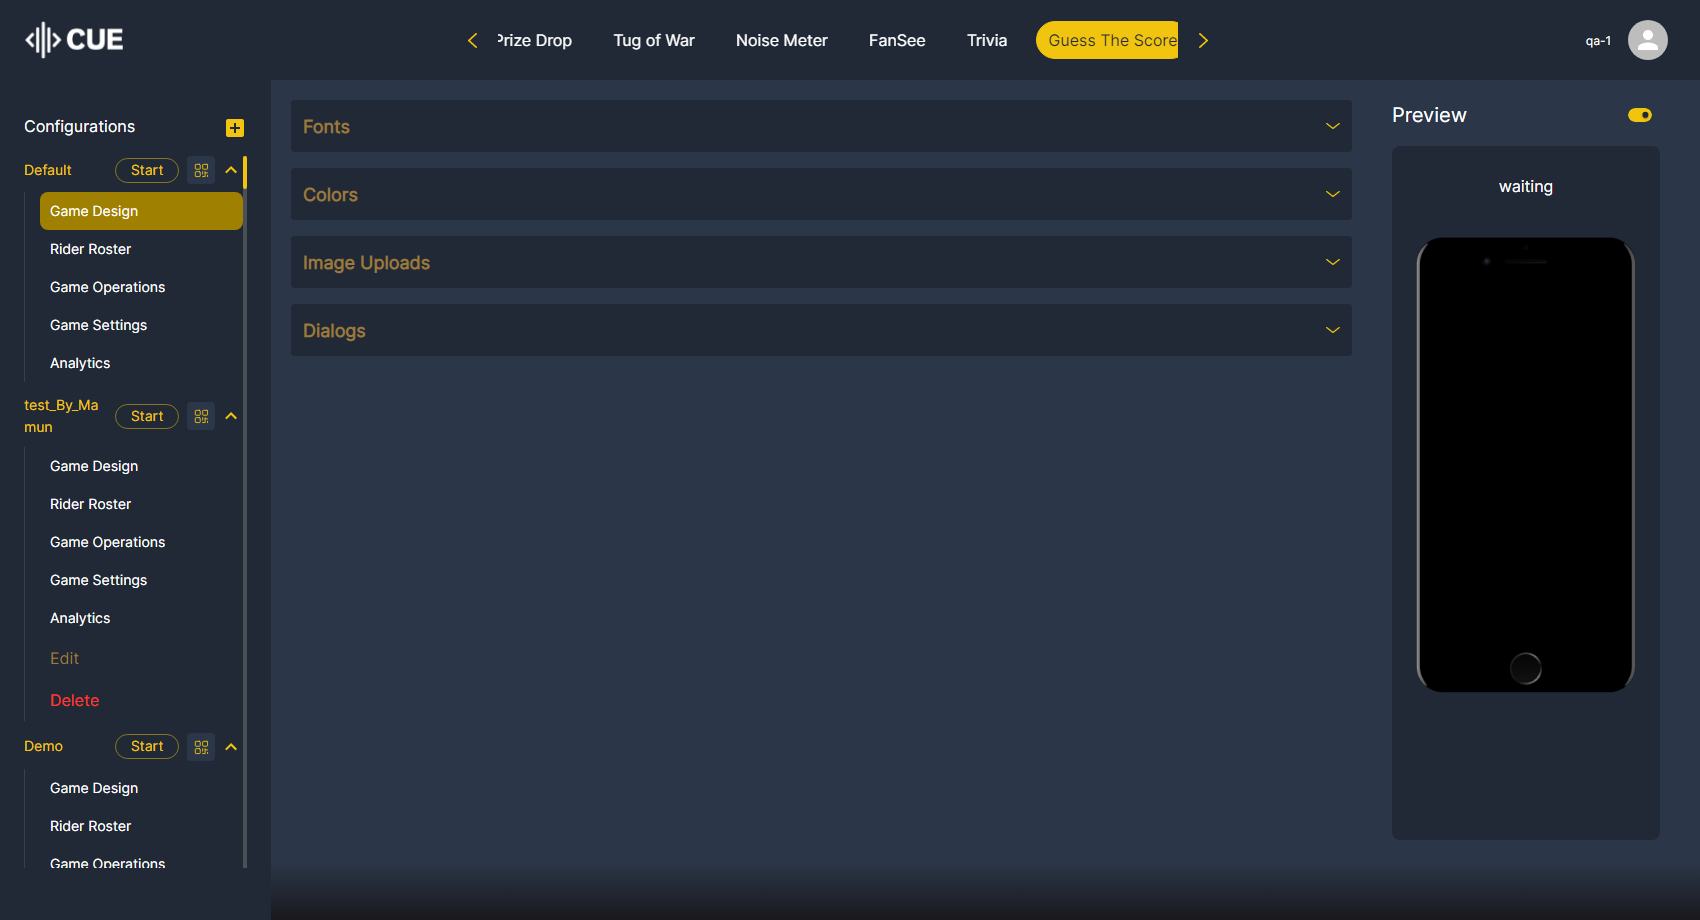 CUE
Prize Drop
Tug of War
Noise Meter
FanSee
Trivia
Guess The Score
qa-1
Configurations
Default
Start
Game Design
Rider Roster
Game Operations
Game Settings
Analytics
test_By_Ma
mun
Start
Game Design
Rider Roster
Game Operations
Game Settings
Analytics
Edit
Delete
Demo
Start
Game Design
Rider Roster
Game Operations
Fonts
Colors
Image Uploads
Dialogs
Preview
waiting